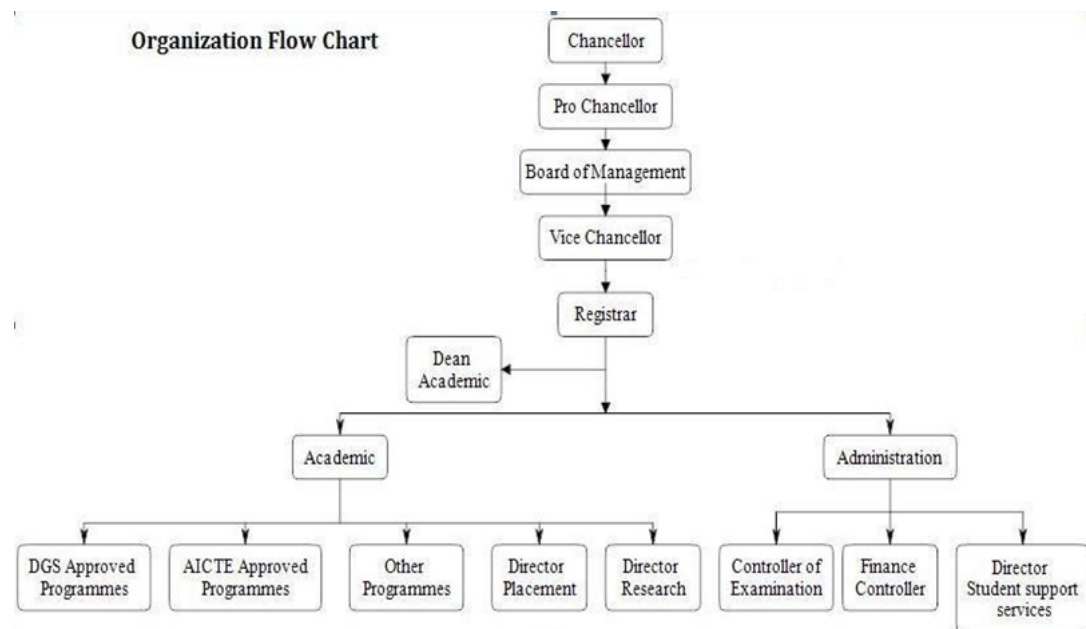 Organization Flow Chart
Chancellor
Pro Chancellor
Board of Management
Vice Chancellor
Registrar
Dean
Academic
Academic
Administration
DGS Approved
Programmes
AICTE Approved
Programmes
Other
Programmes
Director
Placement
Director
Research
Controller of
Examination
Finance
Controller
Director
Student support
services